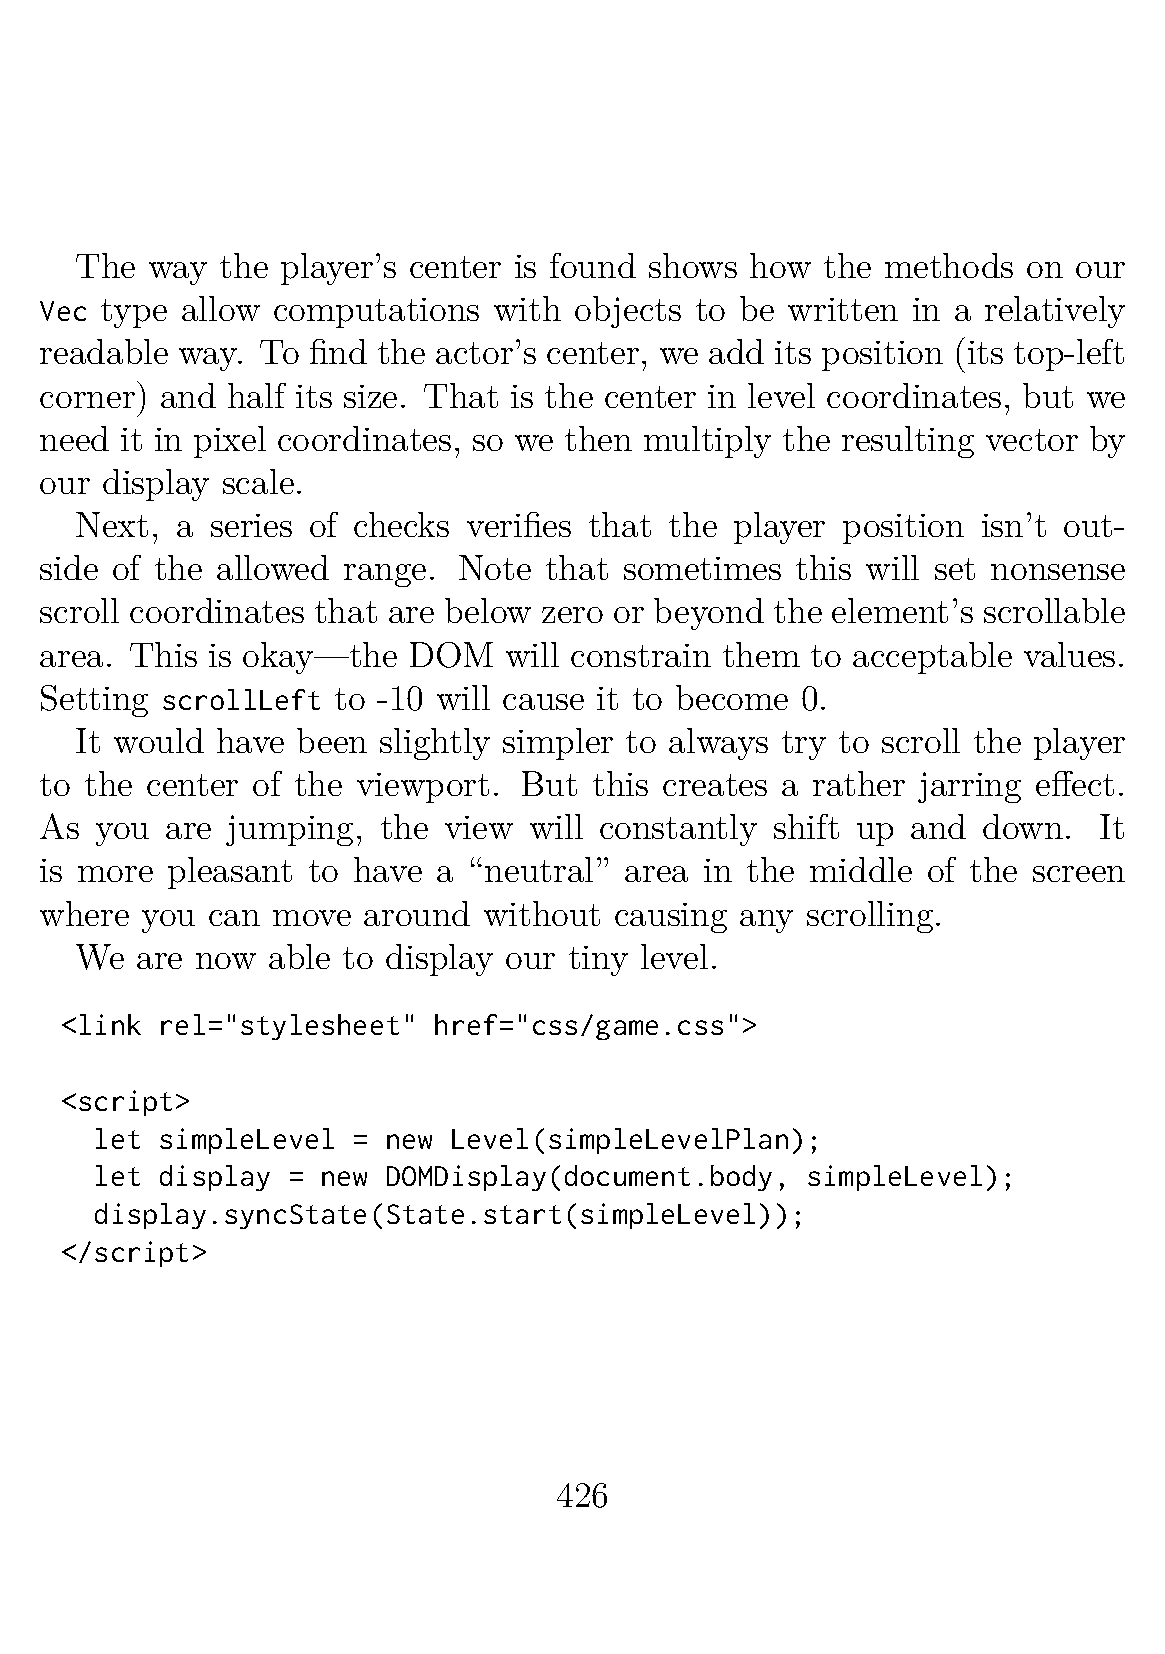 The way the player’s center is found shows how the methods on our
Vec type allow computations with objects to be written in a relatively
readable way. To find the actor’s center, we add its position (its top-left
corner) and half its size. That is the center in level coordinates, but we
need it in pixel coordinates, so we then multiply the resulting vector by
our display scale.
Next, a series of checks verifies that the player position isn’t out-
side of the allowed range. Note that sometimes this will set nonsense
scroll coordinates that are below zero or beyond the element’s scrollable
area. This is okay—the DOM will constrain them to acceptable values.
Setting scrollLeft to -10 will cause it to become 0.
It would have been slightly simpler to always try to scroll the player
to the center of the viewport. But this creates a rather jarring effect.
As you are jumping, the view will constantly shift up and down. It
is more pleasant to have a “neutral” area in the middle of the screen
where you can move around without causing any scrolling.
We are now able to display our tiny level.
<link rel="stylesheet" href="css/game.css">
<script>
let simpleLevel = new Level(simpleLevelPlan);
let display = new DOMDisplay(document.body, simpleLevel);
display.syncState(State.start(simpleLevel));
</script>
426